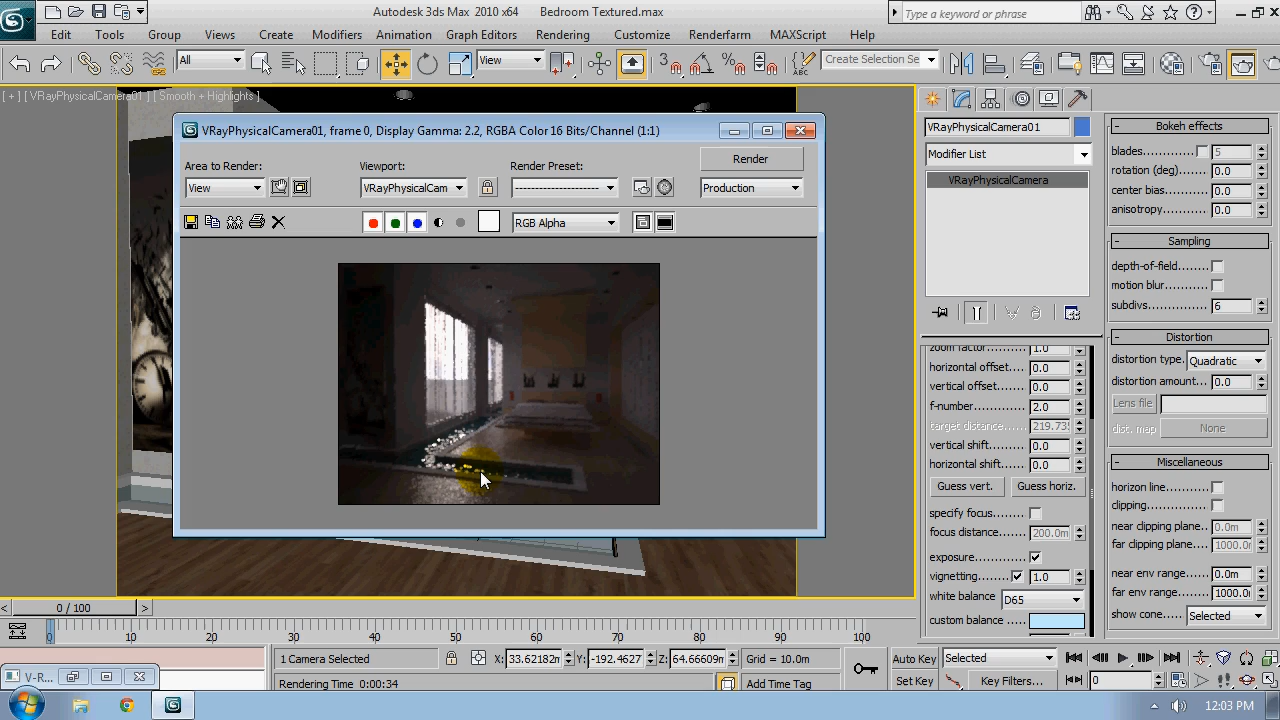 Autodesk 3ds Max 2010 x64 Bedroom Textured.max
Type a keyword or phrase
Edit Tools Group Views Create Modifiers Animation Graph Editors Rendering Customize Renderfarm MAXScript Help
All View Create Selection Se
[ + ] [ VRayPhysicalCamera01 ] [ Smooth + Highlights ]
VRayPhysicalCamera01, frame 0, Display Gamma: 2.2, RGBA Color 16 Bits/Channel (1:1)
Area to Render: Viewport: Render Preset: Render
View VRayPhysicalCam Production
RGB Alpha
VRayPhysicalCamera01
Modifier List
VRayPhysicalCamera
zoom factor....... 1.0
horizontal offset.... 0.0
vertical offset....... 0.0
f-number............ 2.0
target distance..... 219.73
vertical shift......... 0.0
horizontal shift...... 0.0
Guess vert. Guess horiz.
specify focus.......
focus distance..... 200.0m
exposure............
vignetting....... 1.0
white balance D65
custom balance .....
Bokeh effects
blades 5
rotation (deg) 0.0
center bias 0.0
anisotropy 0.0
Sampling
depth-of-field
motion blur
subdivs 6
Distortion
distortion type. Quadratic
distortion amount... 0.0
Lens file
dist. map None
Miscellaneous
horizon line
clipping
near clipping plane.. 0.0m
far clipping plane... 1000.0
near env range 0.0m
far env range 1000.0
show cone Selected
0 / 100
0 10 20 30 40 50 60 70 80 90 100
1 Camera Selected X: 33.62182m Y: -192.4627 Z: 64.66609m Grid = 10.0m Auto Key Selected
V-R... Rendering Time 0:00:34 Add Time Tag Set Key Key Filters... 0
12:03 PM